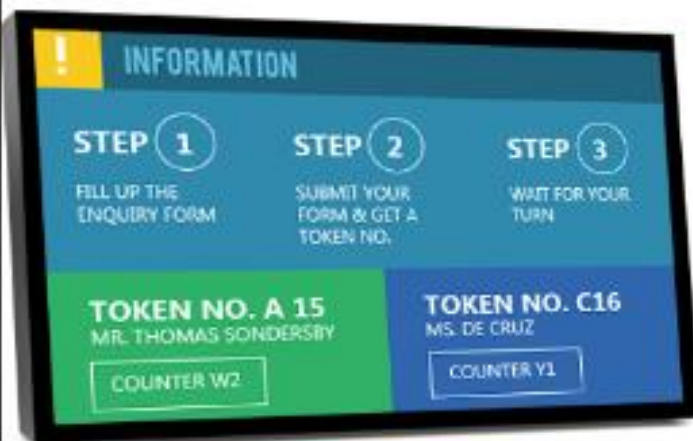 !
INFORMATION
STEP 1
FILL UP THE
ENQUIRY FORM
STEP 2
SUBMIT YOUR
FORM & GET A
TOKEN NO.
STEP 3
WAIT FOR YOUR
TURN
TOKEN NO. A 15
MR. THOMAS SONDERSBY
COUNTER W2
TOKEN NO. C16
MS. DE CRUZ
COUNTER Y1